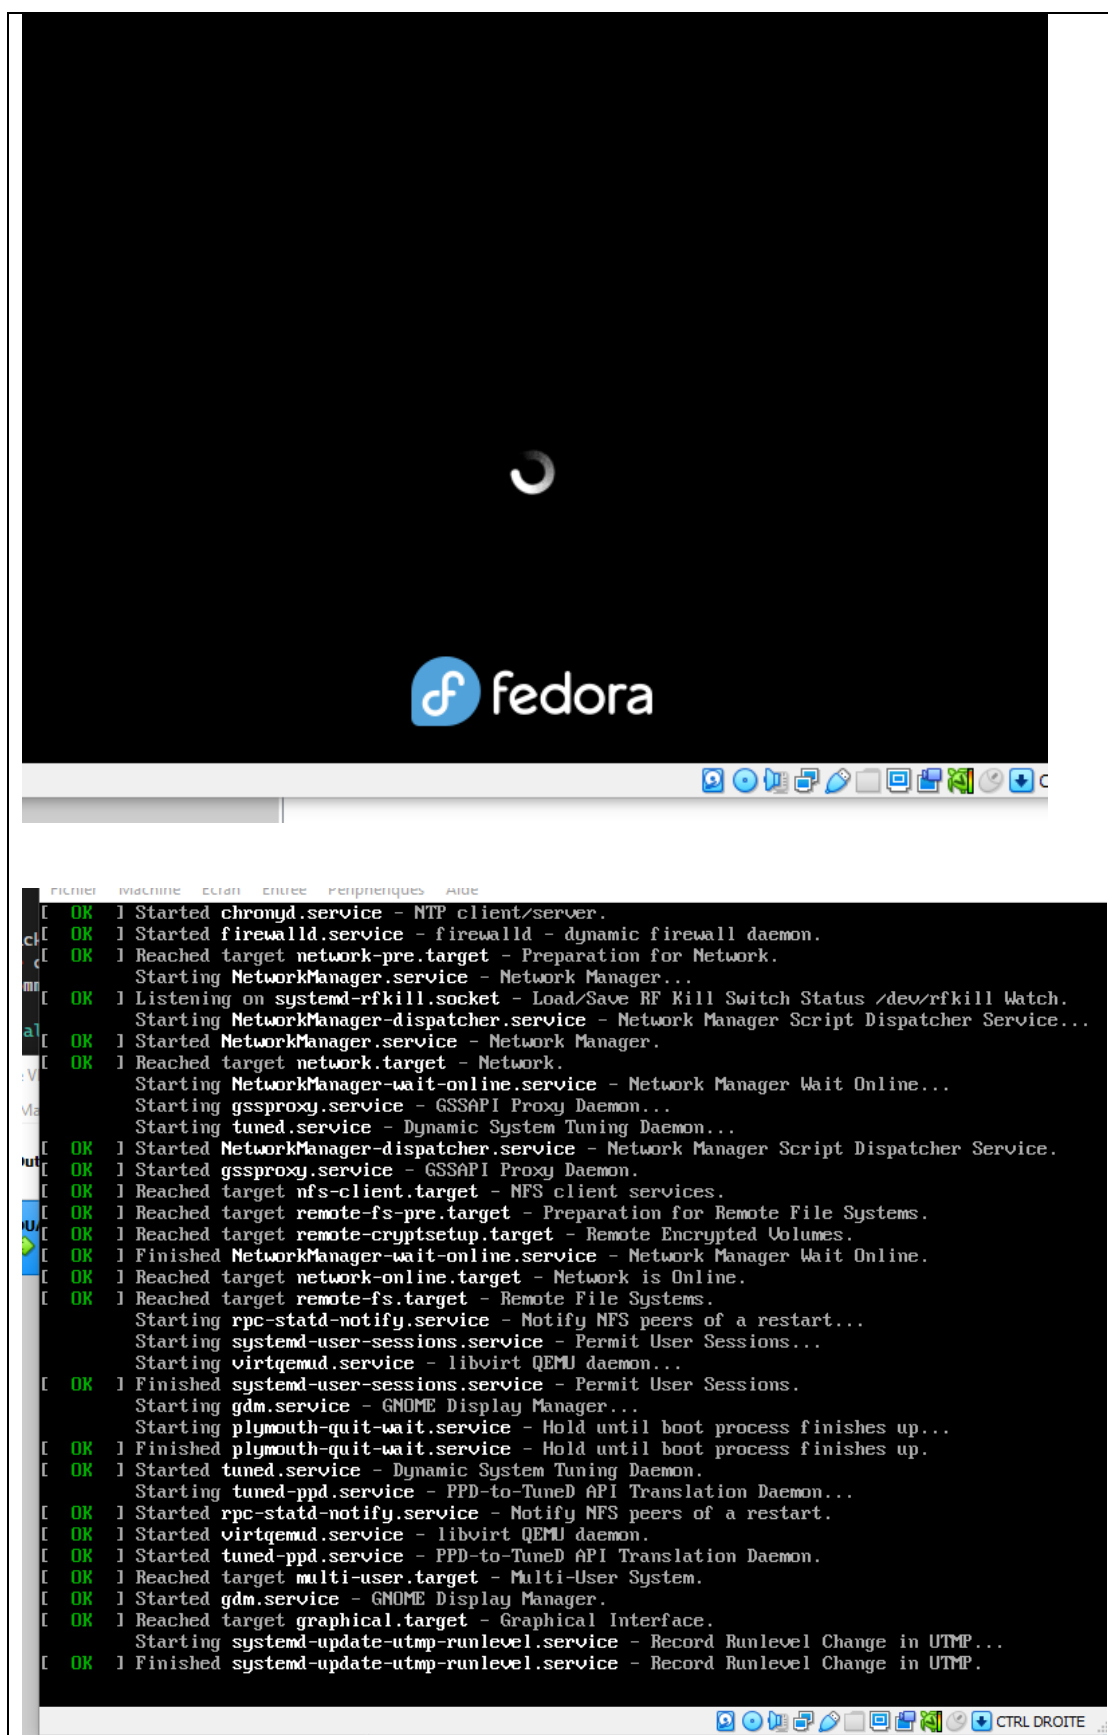 fedora
C
Fichier Machine Ecran Entrée Périphériques Aide
[ OK ] Started chronyd.service - NTP client/server.
[ OK ] Started firewalld.service - firewalld - dynamic firewall daemon.
[ OK ] Reached target network-pre.target - Preparation for Network.
Starting NetworkManager.service - Network Manager...
[ OK ] Listening on systemd-rfkill.socket - Load/Save RF Kill Switch Status /dev/rfkill Watch.
Starting NetworkManager-dispatcher.service - Network Manager Script Dispatcher Service...
[ OK ] Started NetworkManager.service - Network Manager.
[ OK ] Reached target network.target - Network.
Starting NetworkManager-wait-online.service - Network Manager Wait Online...
Starting gssproxy.service - GSSAPI Proxy Daemon...
Starting tuned.service - Dynamic System Tuning Daemon...
[ OK ] Started NetworkManager-dispatcher.service - Network Manager Script Dispatcher Service.
[ OK ] Started gssproxy.service - GSSAPI Proxy Daemon.
[ OK ] Reached target nfs-client.target - NFS client services.
[ OK ] Reached target remote-fs-pre.target - Preparation for Remote File Systems.
[ OK ] Reached target remote-cryptsetup.target - Remote Encrypted Volumes.
[ OK ] Finished NetworkManager-wait-online.service - Network Manager Wait Online.
[ OK ] Reached target network-online.target - Network is Online.
[ OK ] Reached target remote-fs.target - Remote File Systems.
Starting rpc-statd-notify.service - Notify NFS peers of a restart...
Starting systemd-user-sessions.service - Permit User Sessions...
Starting virtqemud.service - libvirt QEMU daemon...
[ OK ] Finished systemd-user-sessions.service - Permit User Sessions.
Starting gdm.service - GNOME Display Manager...
Starting plymouth-quit-wait.service - Hold until boot process finishes up...
[ OK ] Finished plymouth-quit-wait.service - Hold until boot process finishes up.
[ OK ] Started tuned.service - Dynamic System Tuning Daemon.
Starting tuned-ppd.service - PPD-to-TuneD API Translation Daemon...
[ OK ] Started rpc-statd-notify.service - Notify NFS peers of a restart.
[ OK ] Started virtqemud.service - libvirt QEMU daemon.
[ OK ] Started tuned-ppd.service - PPD-to-TuneD API Translation Daemon.
[ OK ] Reached target multi-user.target - Multi-User System.
[ OK ] Started gdm.service - GNOME Display Manager.
[ OK ] Reached target graphical.target - Graphical Interface.
Starting systemd-update-utmp-runlevel.service - Record Runlevel Change in UTMP...
[ OK ] Finished systemd-update-utmp-runlevel.service - Record Runlevel Change in UTMP.
CTRL DROITE